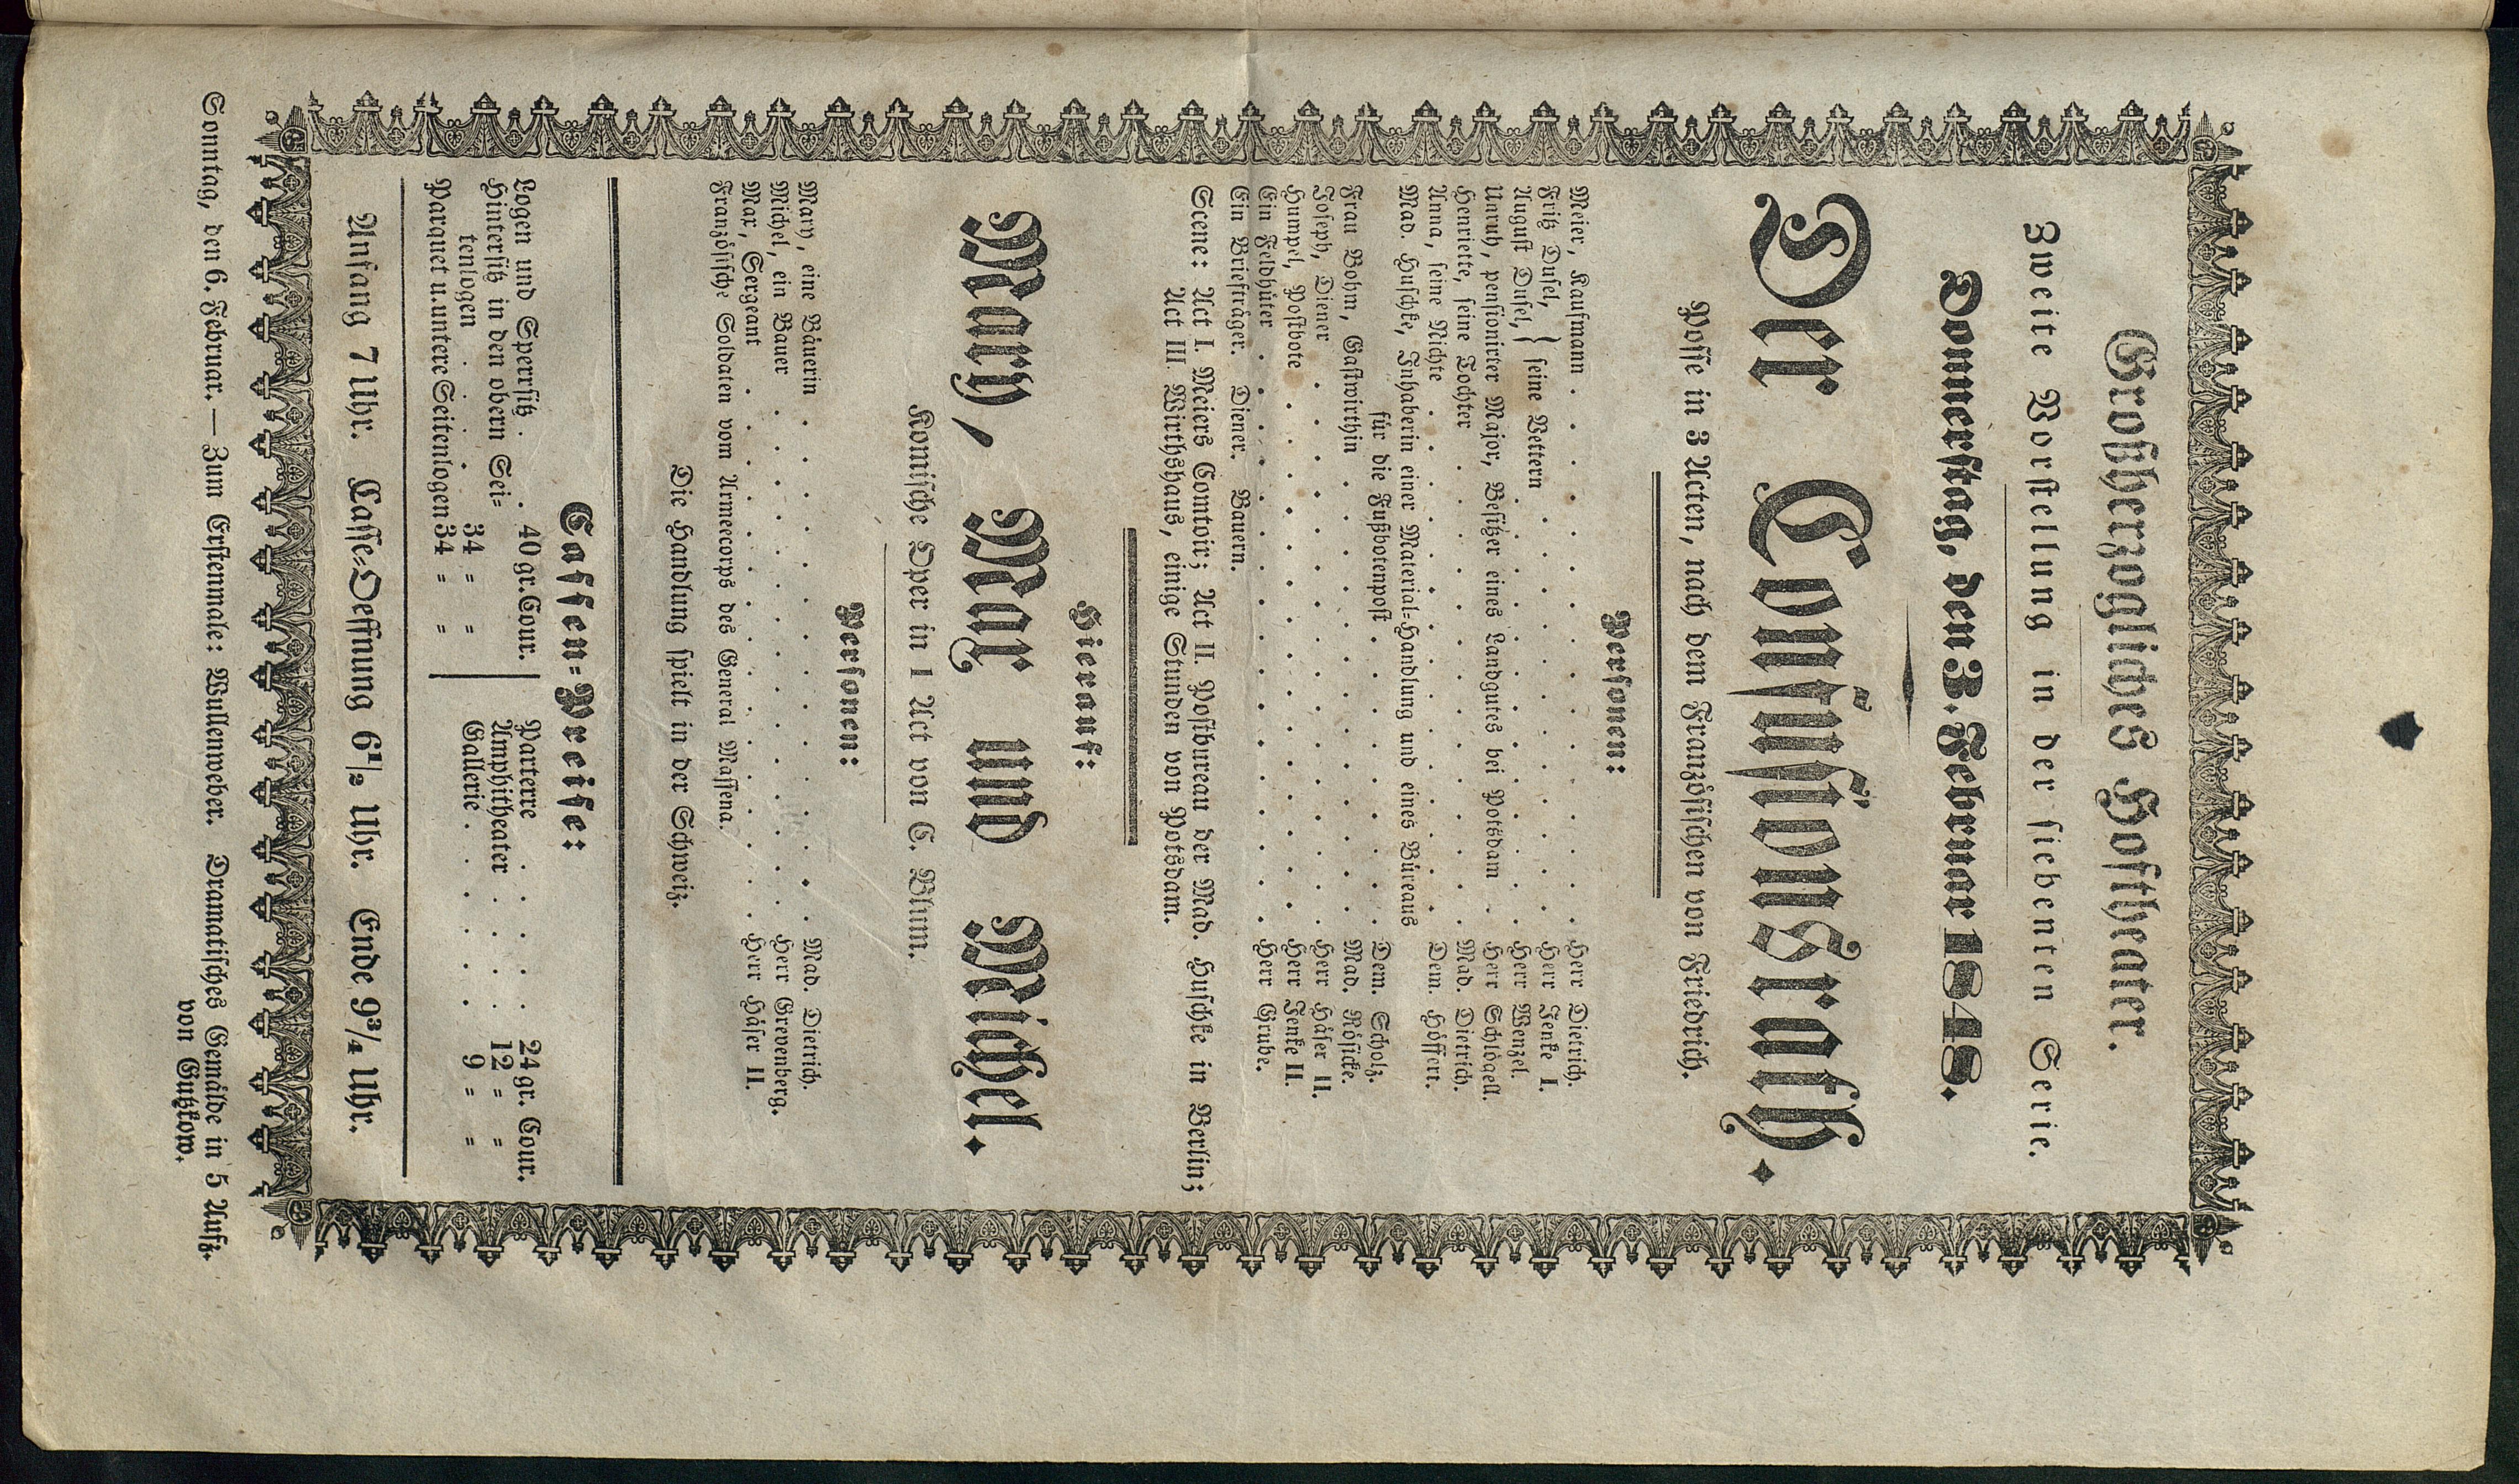 Großherzogliches Hoftheater.
Zweite Vorstellung in der siebenten Serie.
Donnerstag, den 3. Februar 1848.
Der Confusionsrath.
Posse in 3 Acten, nach dem Französischen von Friedrich.
Personen:
Meier, Kaufmann . . . . . . . . . . . Herr Dietrich.
Fritz Dusel, } seine Vettern . . . . . . . . Herr Jenke I.
August Dusel, } . . . . . . . . Herr Wenzel.
Unruh, pensionirter Major, Besitzer eines Landgutes bei Potsdam . Herr Schlögell.
Henriette, seine Tochter . . . . . . . . . . Mad. Dietrich.
Anna, seine Nichte . . . . . . . . . . Dem. Höffert.
Mad. Huschke, Inhaberin einer Material=Handlung und eines Büreaus
für die Fußbotenpost . . . . . . Dem. Scholz.
Frau Bohm, Gastwirthin . . . . . . . . . Mad. Rösicke.
Joseph, Diener . . . . . . . . . . . Herr Häser II.
Humpel, Postbote . . . . . . . . . . . Herr Jenke II.
Ein Feldhüter . . . . . . . . . . . Herr Grube.
Ein Briefträger. Diener. Bauern.
Scene: Act I. Meiers Comtoir; Act II. Postbureau der Mad. Huschke in Berlin;
Act III. Wirthshaus, einige Stunden von Potsdam.
Hierauf:
Mary, Max und Michel.
Komische Oper in 1 Act von C. Blum.
Personen:
Mary, eine Bäuerin . . . . . . . . . Mad. Dietrich.
Michel, ein Bauer . . . . . . . . . Herr Grevenberg.
Max, Sergeant . . . . . . . . . . Herr Häser II.
Französische Soldaten vom Armeecorps des General Massena.
Die Handlung spielt in der Schweiz.
Cassen=Preise:
Logen und Sperrsitz . . 40 gr. Cour.
Hintersitz in den obern Sei=
tenlogen . . . . 34 = =
Parquet u. untere Seitenlogen 34 = =
Parterre . . . . 24 gr. Cour.
Amphitheater . . . . 12 = =
Gallerie . . . . . 9 = =
Anfang 7 Uhr. Casse=Oeffnung 6 1/2 Uhr. Ende 9 3/4 Uhr.
Sonntag, den 6. Februar. — Zum Erstenmale: Wullenweber. Dramatisches Gemälde in 5 Aufz.
von Gutzkow.